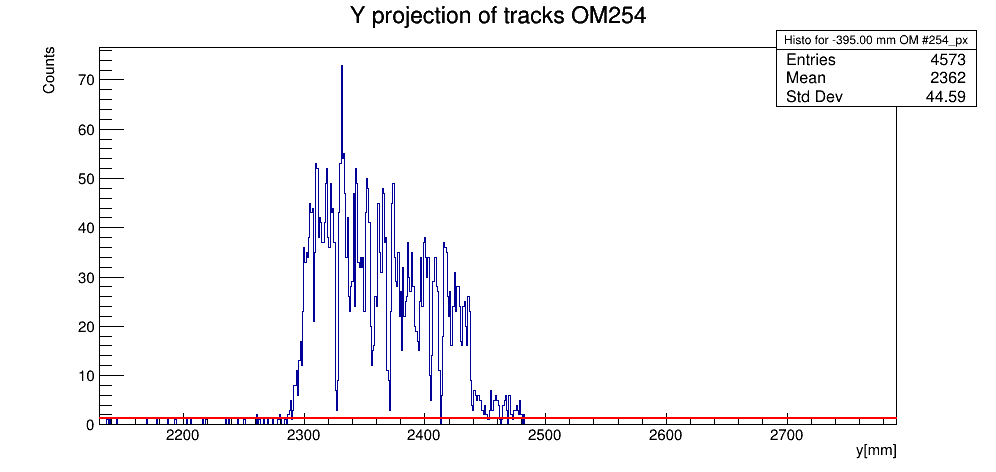 Y projection of tracks OM254
Histo for -395.00 mm OM #254_px
Entries 4573
Mean 2362
Std Dev 44.59
Counts
70
60
50
40
30
20
10
0
2200 2300 2400 2500 2600 2700
y[mm]